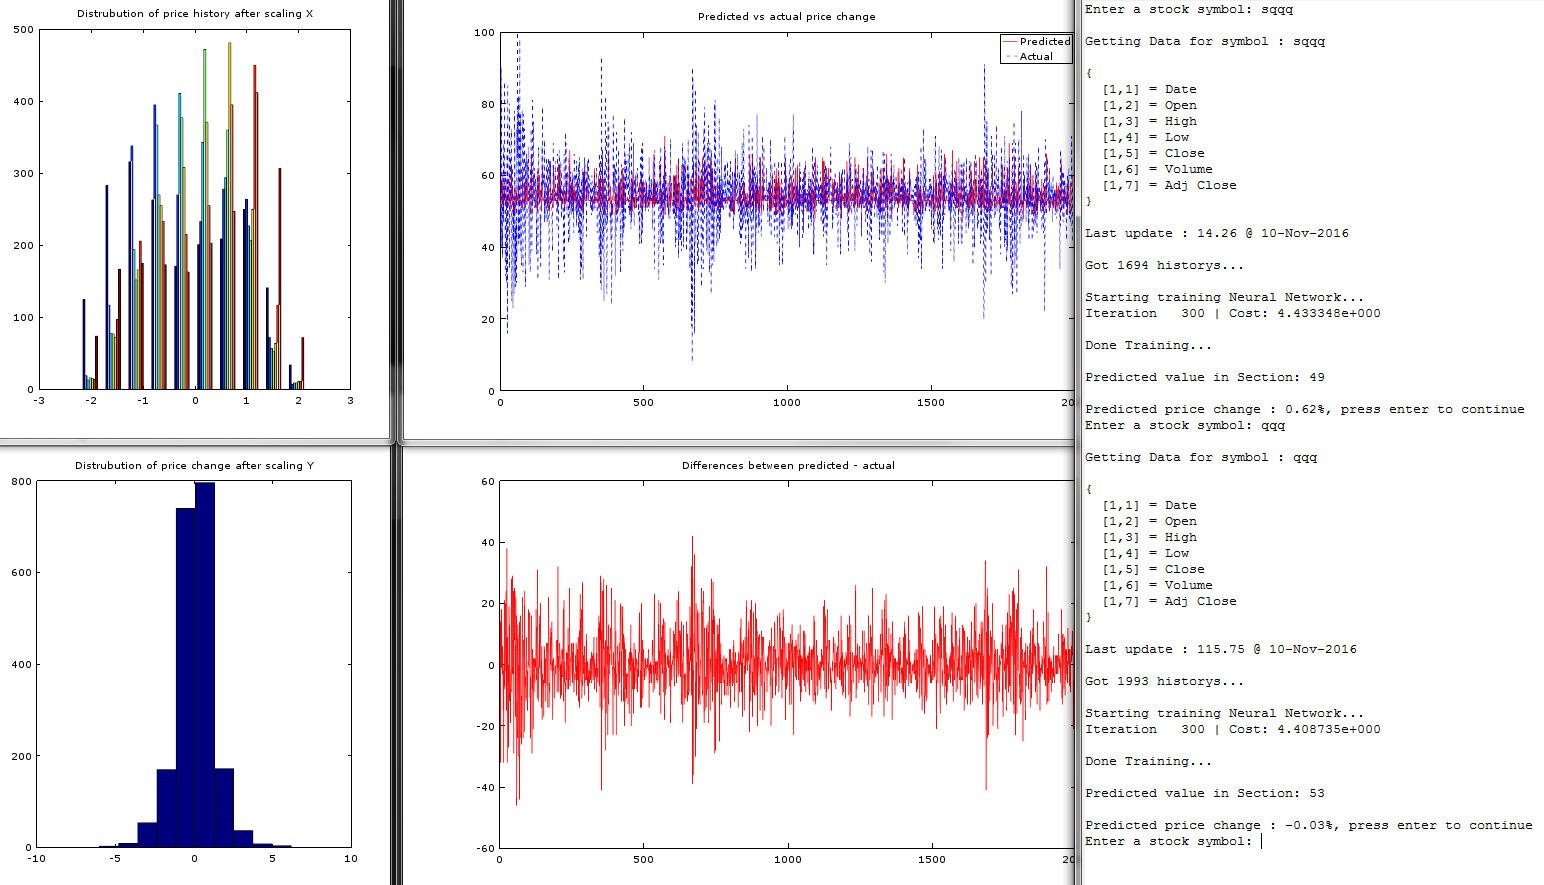 Distrubution of price history after scaling X
500
400
300
200
100
0
-3 -2 -1 0 1 2 3
Predicted vs actual price change
100
80
60
40
20
0
0 500 1000 1500 20
Predicted
Actual
Distrubution of price change after scaling Y
800
600
400
200
0
-10 -5 0 5 10
Differences between predicted - actual
60
40
20
0
-20
-40
-60
0 500 1000 1500 20
Enter a stock symbol: sqqq
Getting Data for symbol : sqqq
{
[1,1] = Date
[1,2] = Open
[1,3] = High
[1,4] = Low
[1,5] = Close
[1,6] = Volume
[1,7] = Adj Close
}
Last update : 14.26 @ 10-Nov-2016
Got 1694 historys...
Starting training Neural Network...
Iteration   300 | Cost: 4.433348e+000
Done Training...
Predicted value in Section: 49
Predicted price change : 0.62%, press enter to continue
Enter a stock symbol: qqq
Getting Data for symbol : qqq
{
[1,1] = Date
[1,2] = Open
[1,3] = High
[1,4] = Low
[1,5] = Close
[1,6] = Volume
[1,7] = Adj Close
}
Last update : 115.75 @ 10-Nov-2016
Got 1993 historys...
Starting training Neural Network...
Iteration   300 | Cost: 4.408735e+000
Done Training...
Predicted value in Section: 53
Predicted price change : -0.03%, press enter to continue
Enter a stock symbol: